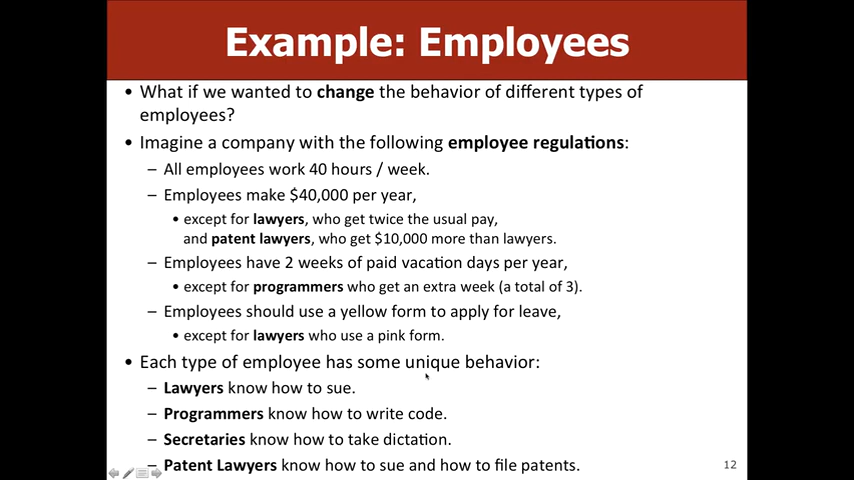 Example: Employees
• What if we wanted to change the behavior of different types of
employees?
• Imagine a company with the following employee regulations:
– All employees work 40 hours / week.
– Employees make $40,000 per year,
• except for lawyers, who get twice the usual pay,
and patent lawyers, who get $10,000 more than lawyers.
– Employees have 2 weeks of paid vacation days per year,
• except for programmers who get an extra week (a total of 3).
– Employees should use a yellow form to apply for leave,
• except for lawyers who use a pink form.
• Each type of employee has some unique behavior:
– Lawyers know how to sue.
– Programmers know how to write code.
– Secretaries know how to take dictation.
– Patent Lawyers know how to sue and how to file patents.
12